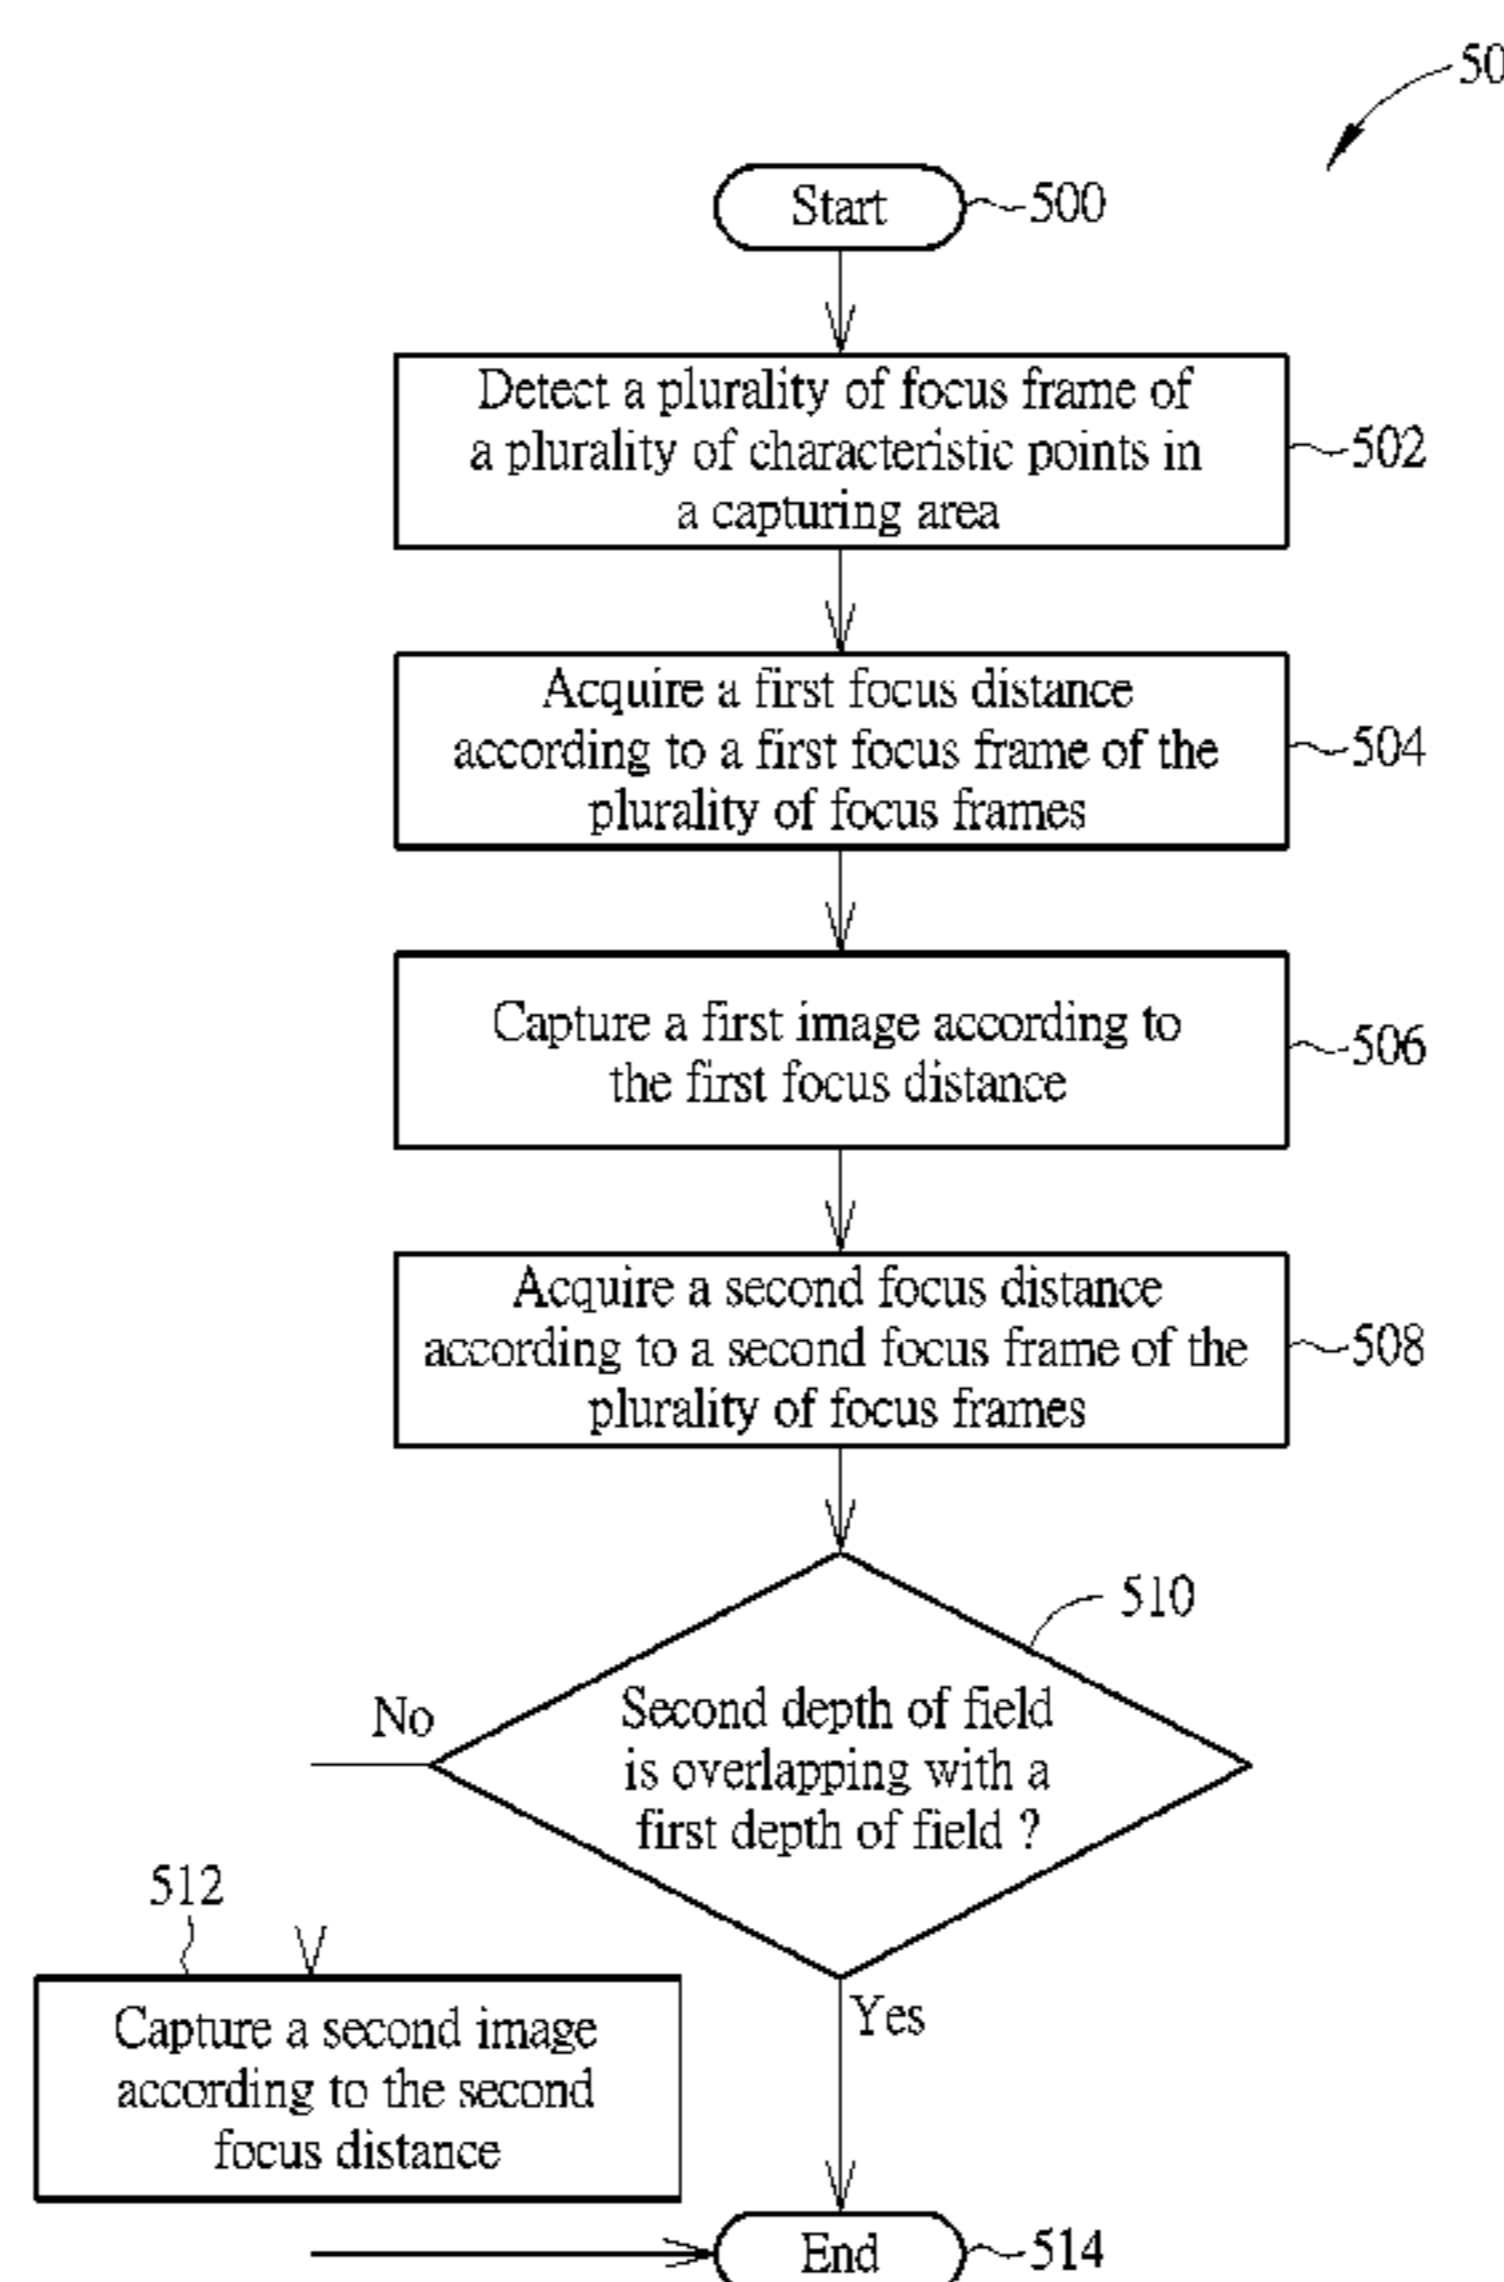 50
Start
500
Detect a plurality of focus frame of
a plurality of characteristic points in
a capturing area
502
Acquire a first focus distance
according to a first focus frame of the
plurality of focus frames
504
Capture a first image according to
the first focus distance
506
Acquire a second focus distance
according to a second focus frame of the
plurality of focus frames
508
510
Second depth of field
is overlapping with a
first depth of field ?
No
Yes
512
Capture a second image
according to the second
focus distance
End
514